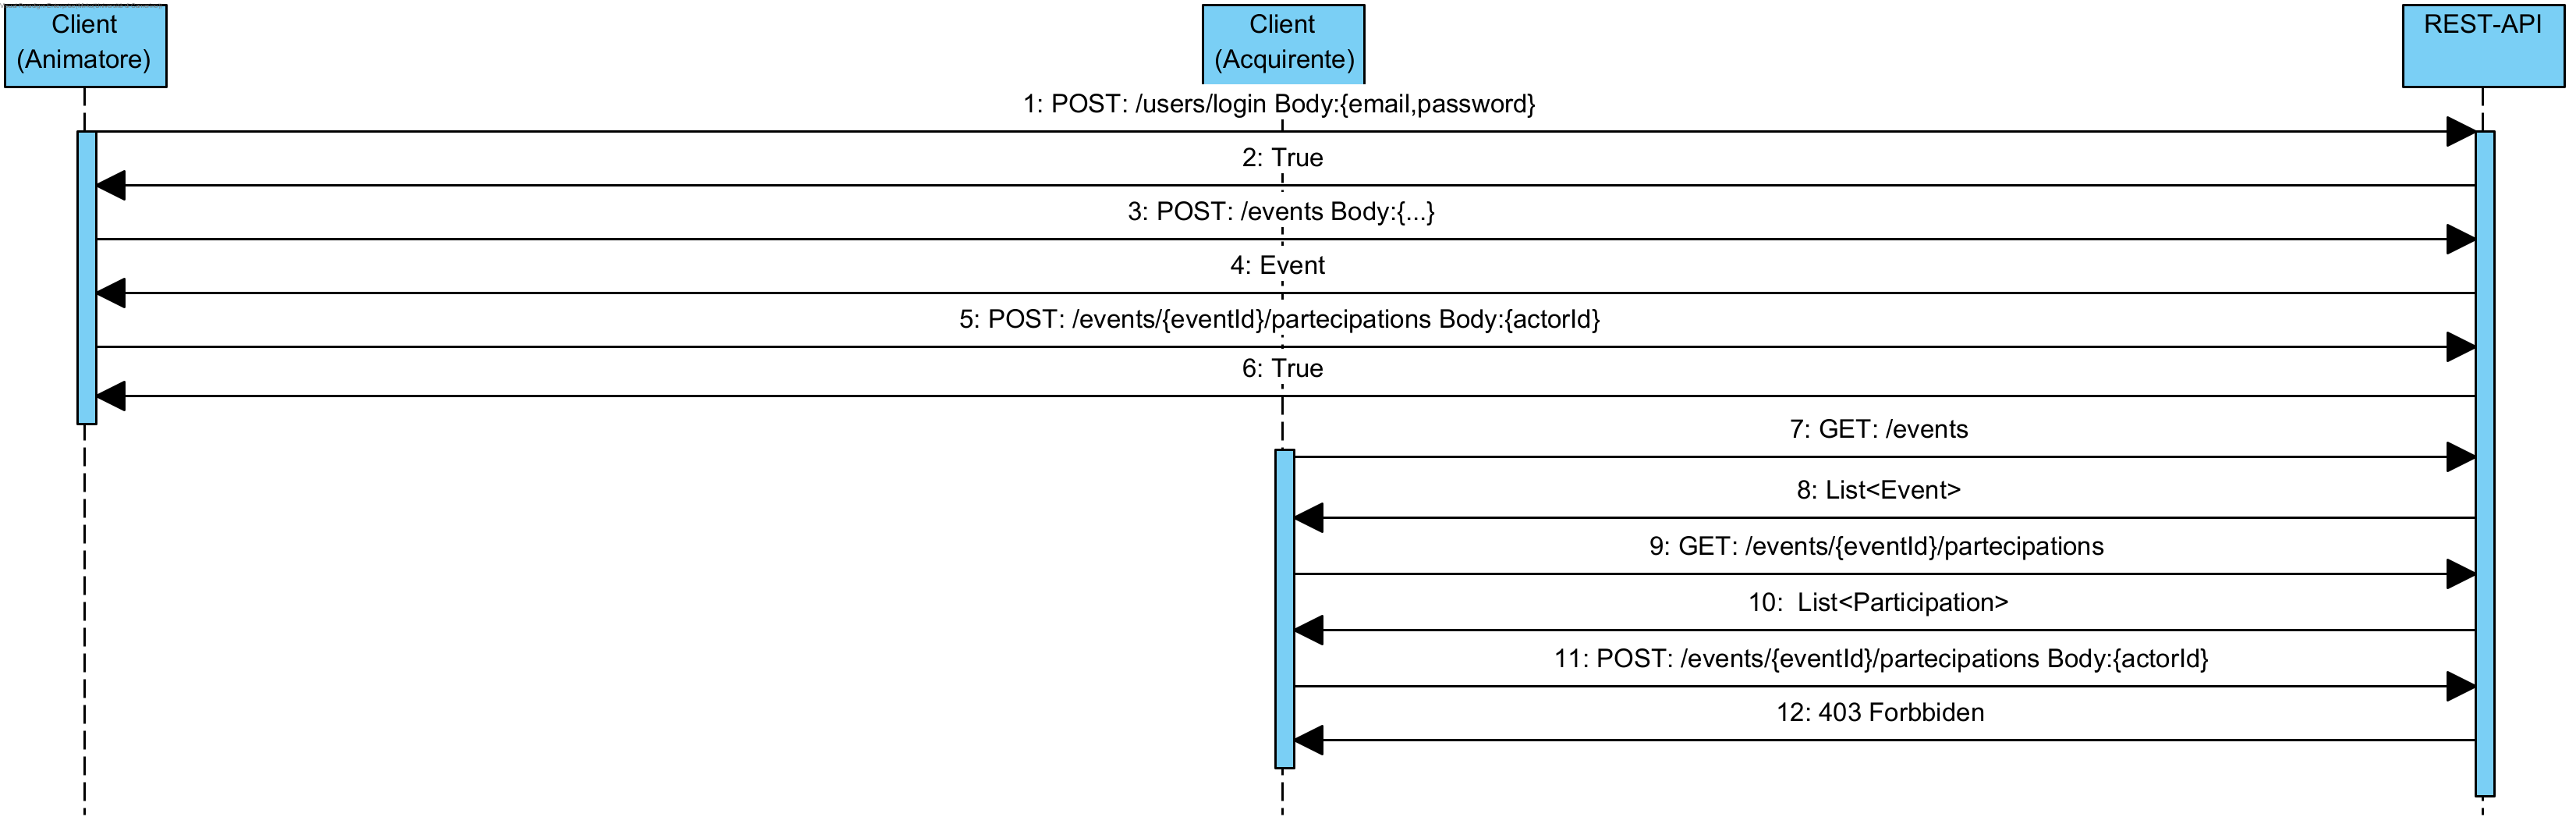 Client
(Animatore)
Client
(Acquirente)
REST-API
1: POST: /users/login Body:{email,password}
2: True
3: POST: /events Body:{...}
4: Event
5: POST: /events/{eventId}/partecipations Body:{actorId}
6: True
7: GET: /events
8: List<Event>
9: GET: /events/{eventId}/partecipations
10: List<Participation>
11: POST: /events/{eventId}/partecipations Body:{actorId}
12: 403 Forbbiden